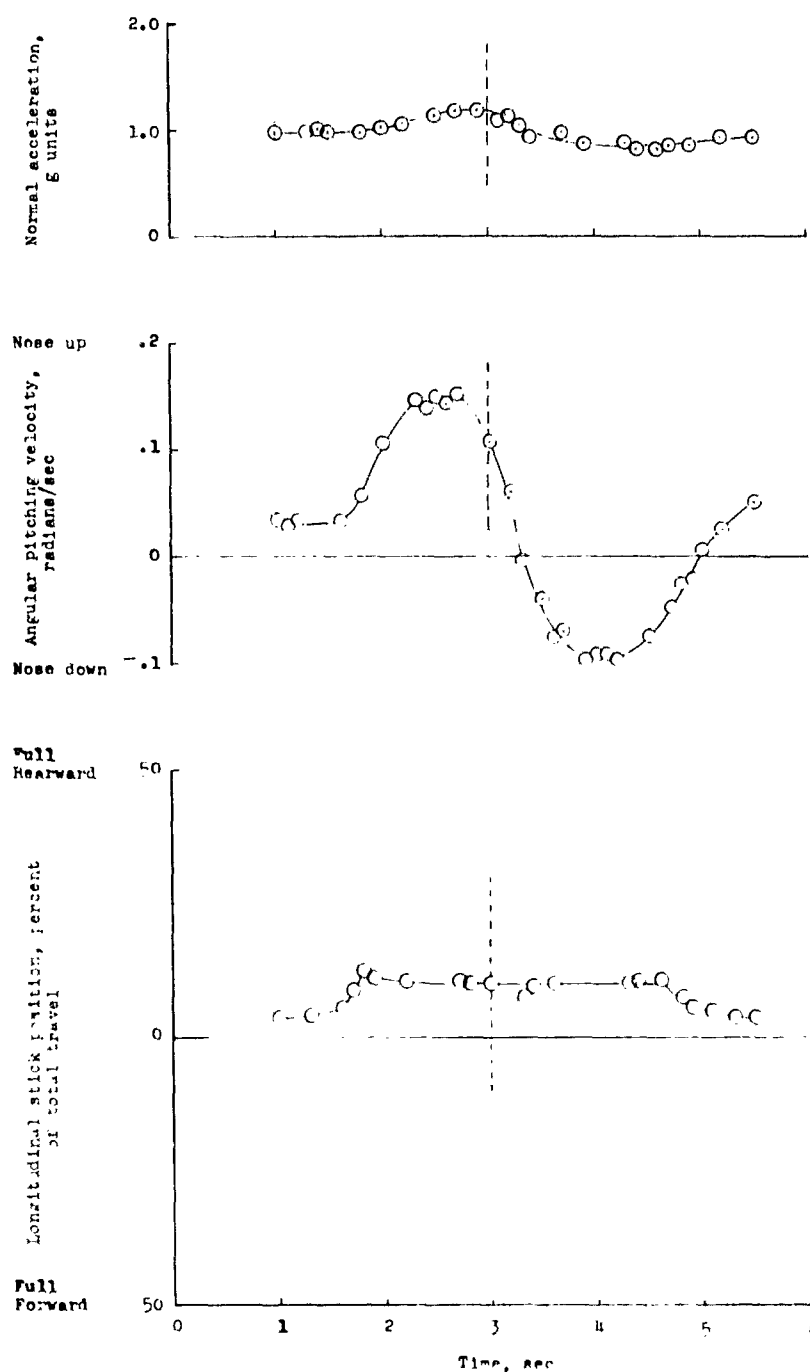 2.0
Normal acceleration,
g units
1.0
0
Nose up
.2
Angular pitching velocity,
radians/sec
.1
0
-.1
Nose down
Full
Rearward
50
Longitudinal stick position, percent
of total travel
0
Full
Forward
50
0
1
2
3
4
5
Time, sec